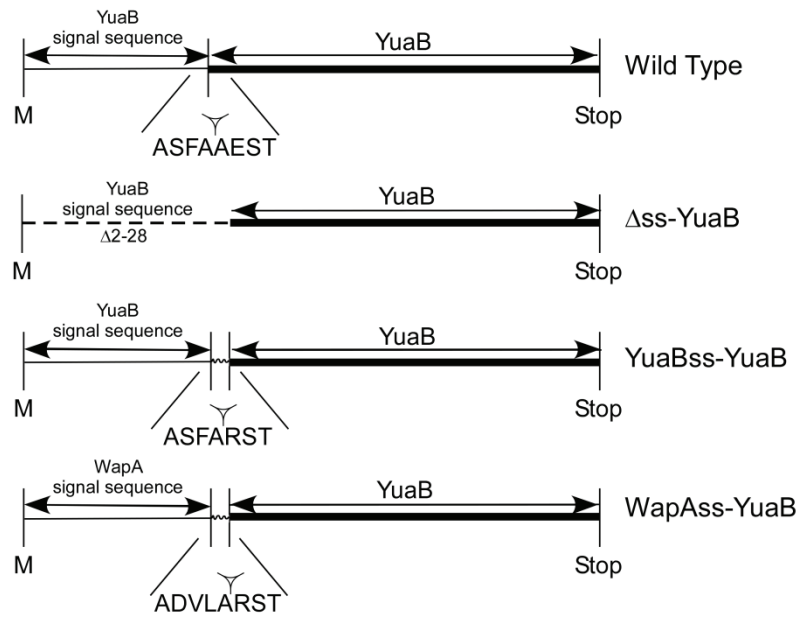 YuaB
signal sequence
YuaB
Wild Type
M
Stop
ASFAAEST
YuaB
signal sequence
YuaB
Δss-YuaB
Δ2-28
M
Stop
YuaB
signal sequence
YuaB
YuaBss-YuaB
M
Stop
ASFARST
WapA
signal sequence
YuaB
WapAss-YuaB
M
Stop
ADVLARST